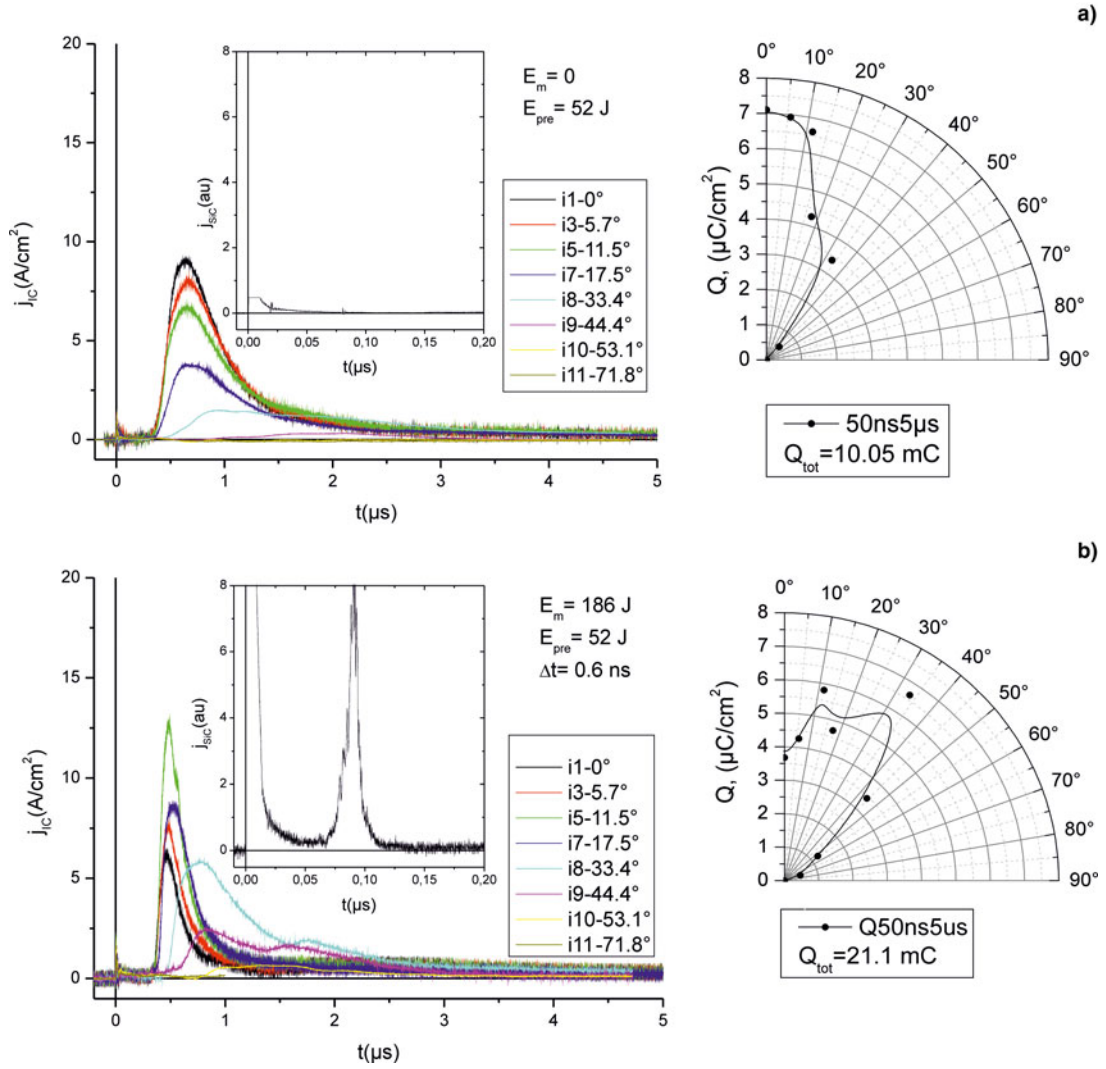 a)
20
15
10
5
0
j_IC(A/cm²)
0
1
2
3
4
5
t(µs)
8
6
4
2
0
j_SiC(au)
0,00
0,05
0,10
0,15
0,20
t(µs)
E_m= 0
E_pre= 52 J
i1-0°
i3-5.7°
i5-11.5°
i7-17.5°
i8-33.4°
i9-44.4°
i10-53.1°
i11-71.8°
0°
10°
20°
30°
40°
50°
60°
70°
80°
90°
8
7
6
5
4
3
2
1
0
Q, (µC/cm²)
50ns5µs
Q_tot=10.05 mC
b)
20
15
10
5
0
j_IC(A/cm²)
0
1
2
3
4
5
t(µs)
8
6
4
2
0
j_SiC(au)
0,00
0,05
0,10
0,15
0,20
t(µs)
E_m= 186 J
E_pre= 52 J
Δt= 0.6 ns
i1-0°
i3-5.7°
i5-11.5°
i7-17.5°
i8-33.4°
i9-44.4°
i10-53.1°
i11-71.8°
0°
10°
20°
30°
40°
50°
60°
70°
80°
90°
8
7
6
5
4
3
2
1
0
Q, (µC/cm²)
Q50ns5us
Q_tot=21.1 mC